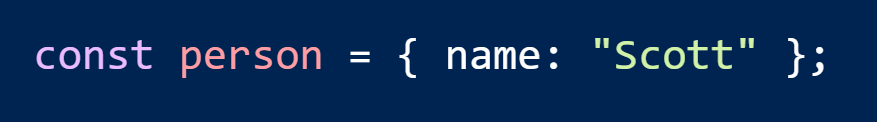 const person = { name: "Scott" };